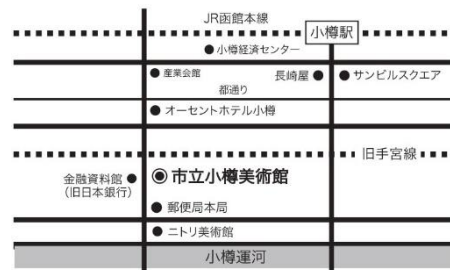 JR函館本線
小樽駅
小樽経済センター
産業会館
長崎屋
サンビルスクエア
都通り
オーセントホテル小樽
旧手宮線
金融資料館
(旧日本銀行)
市立小樽美術館
郵便局本局
ニトリ美術館
小樽運河